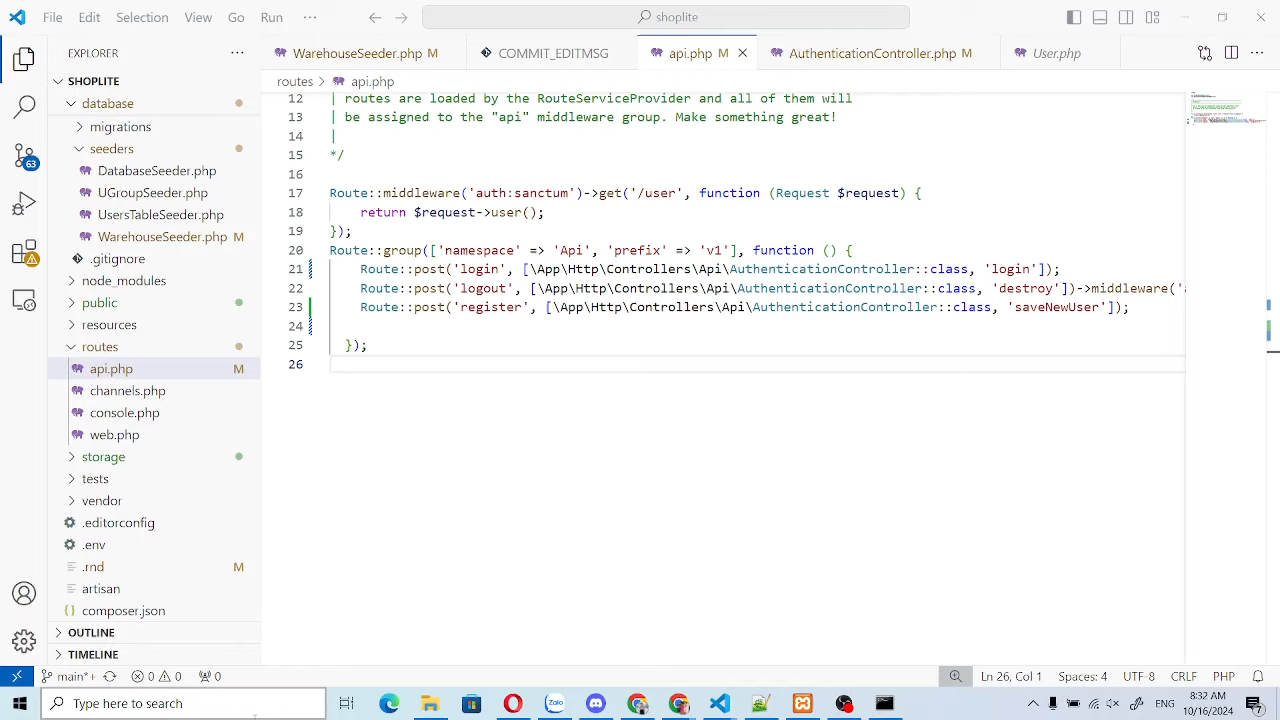 File Edit Selection View Go Run ··· shoplite
EXPLORER ···
SHOPLITE
database
migrations
seeders
DatabaseSeeder.php
UGroupSeeder.php
UsersTableSeeder.php
WarehouseSeeder.php M
.gitignore
node_modules
public
resources
routes
api.php M
channels.php
console.php
web.php
storage
tests
vendor
.editorconfig
.env
.rnd M
artisan
{} composer.json
OUTLINE
TIMELINE
WarehouseSeeder.php M COMMIT_EDITMSG api.php M AuthenticationController.php M User.php
routes > api.php
12 | routes are loaded by the RouteServiceProvider and all of them will
13 | be assigned to the "api" middleware group. Make something great!
14 |
15 */
16
17 Route::middleware('auth:sanctum')->get('/user', function (Request $request) {
18 return $request->user();
19 });
20 Route::group(['namespace' => 'Api', 'prefix' => 'v1'], function () {
21 Route::post('login', [\App\Http\Controllers\Api\AuthenticationController::class, 'login']);
22 Route::post('logout', [\App\Http\Controllers\Api\AuthenticationController::class, 'destroy'])->middleware('a
23 Route::post('register', [\App\Http\Controllers\Api\AuthenticationController::class, 'saveNewUser']);
24
25 });
26
63
main*+ 0 0 0 Ln 26, Col 1 Spaces: 4 UTF-8 CRLF PHP
Type here to search Zalo ENG 8:32 AM
10/16/2024